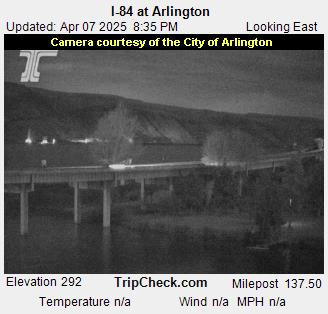 I-84 at Arlington
Updated: Apr 07 2025 8:35 PM Looking East
Camera courtesy of the City of Arlington
Elevation 292 TripCheck.com Milepost 137.50
Temperature n/a Wind n/a MPH n/a